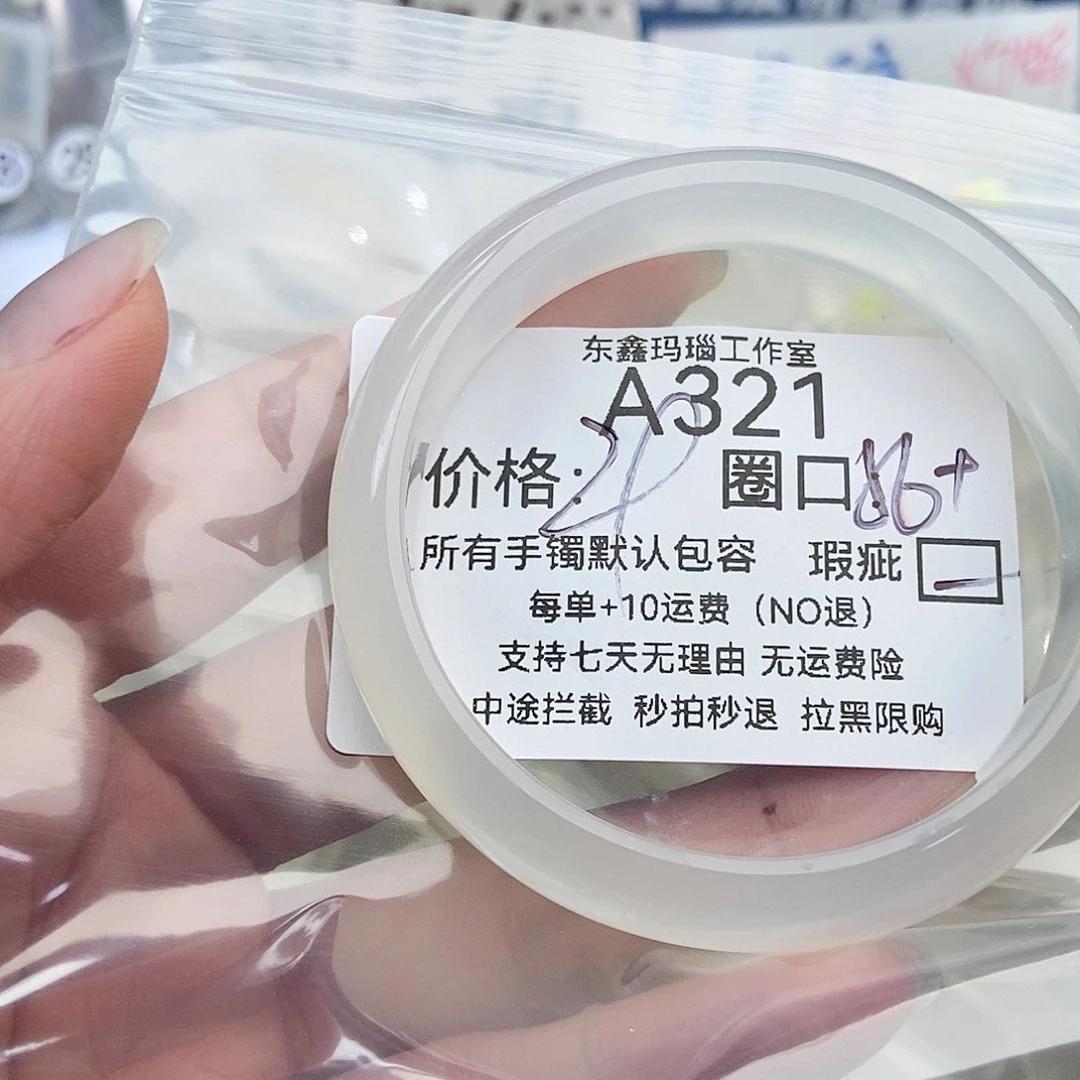 东鑫玛瑙工作室
A321
价格: 圈口:86+
所有手镯默认包容 瑕疵
每单+10运费（NO退）
支持七天无理由 无运费险
中途拦截 秒拍秒退 拉黑限购